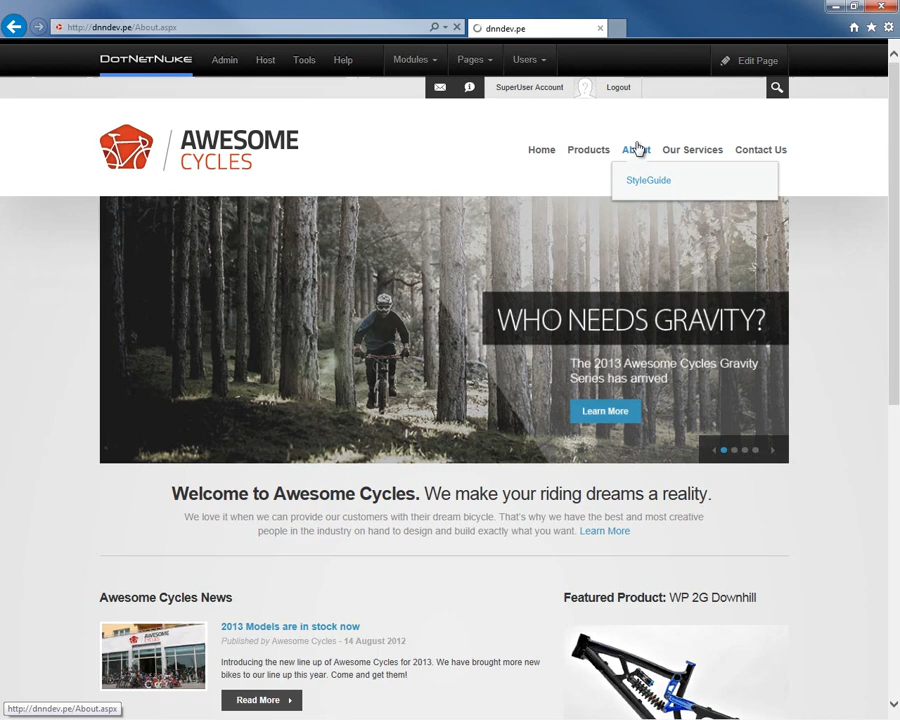 http://dnndev.pe/About.aspx
dnndev.pe
DOTNETNUKE
Admin
Host
Tools
Help
Modules
Pages
Users
Edit Page
SuperUser Account
Logout
AWESOME
CYCLES
Home
Products
About
Our Services
Contact Us
StyleGuide
WHO NEEDS GRAVITY?
The 2013 Awesome Cycles Gravity
Series has arrived
Learn More
Welcome to Awesome Cycles. We make your riding dreams a reality.
We love it when we can provide our customers with their dream bicycle. That's why we have the best and most creative
people in the industry on hand to design and build exactly what you want. Learn More
Awesome Cycles News
Featured Product: WP 2G Downhill
2013 Models are in stock now
Published by Awesome Cycles - 14 August 2012
AWESOME
CYCLES
Introducing the new line up of Awesome Cycles for 2013. We have brought more new
bikes to our line up this year. Come and get them!
Read More
http://dnndev.pe/About.aspx